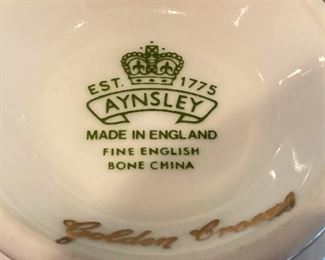 EST. 1775
AYNSLEY
MADE IN ENGLAND
FINE ENGLISH
BONE CHINA
Golden Crocus